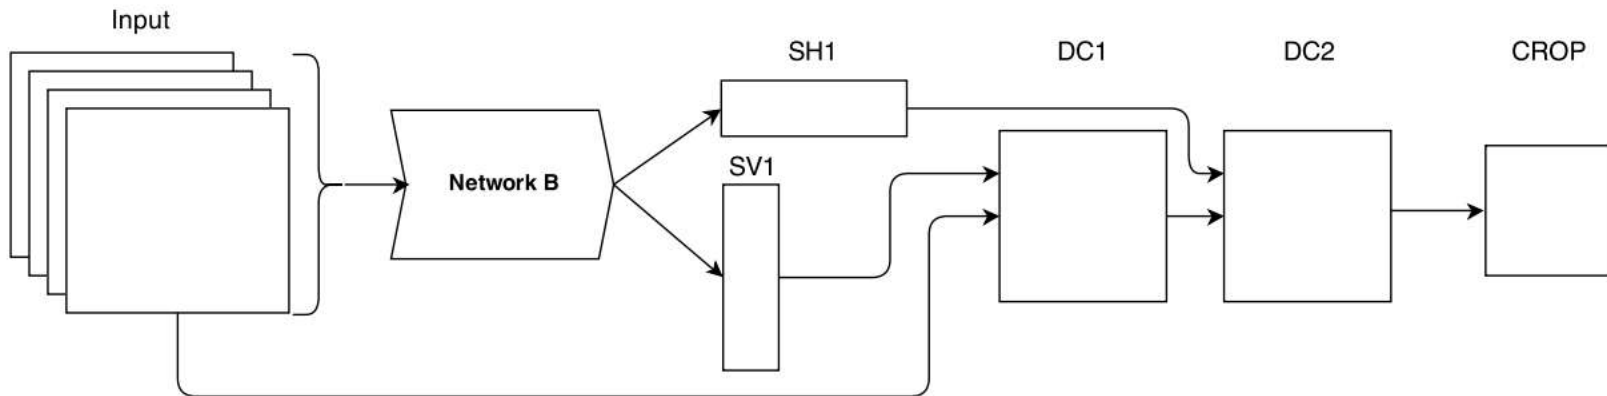 Input
SH1
DC1
DC2
CROP
SV1
Network B